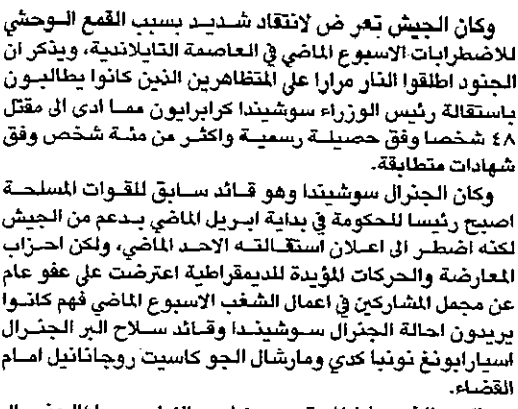 وكان الجيش تعرض لانتقاد شديد بسبب القمع الوحشي
للاضطرابات الاسبوع الماضي في العاصمة التايلاندية، ويذكر ان
الجنود اطلقوا النار مرارا على المتظاهرين الذين كانوا يطالبون
باستقالة رئيس الوزراء سوشيندا كرابرايون مما ادى الى مقتل
٤٨ شخصا وفق حصيلة رسمية واكثر من مئة شخص وفق
شهادات متطابقة.
وكان الجنرال سوشيندا وهو قائد سابق للقوات المسلحة
اصبح رئيسا للحكومة في بداية ابريل الماضي بدعم من الجيش
لكنه اضطر الى اعلان استقالته الاحد الماضي، ولكن احزاب
المعارضة والحركات المؤيدة للديمقراطية اعترضت على عفو عام
عن مجمل المشاركين في اعمال الشغب الاسبوع الماضي فهم كانوا
يريدون احالة الجنرال سوشيندا وقائد سلاح البر الجنرال
اسيارابونغ نونبا كدي ومارشال الجو كاسيت روجانانيل امام
القضاء.